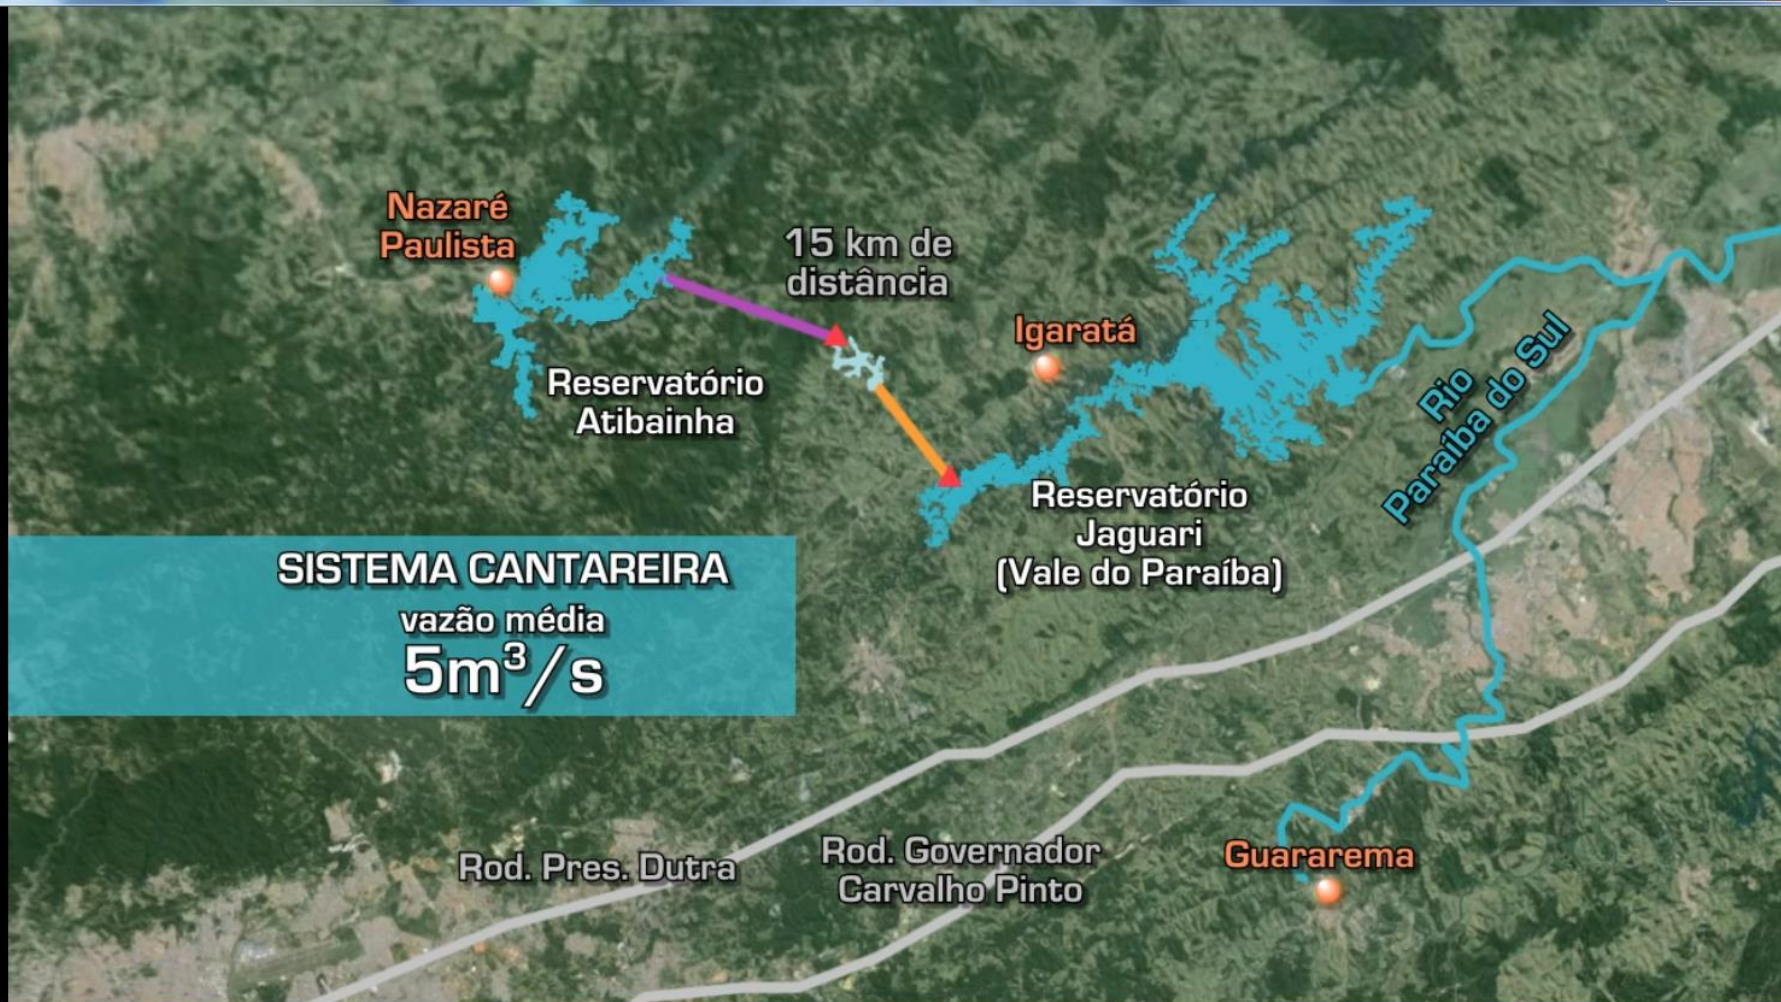 Nazaré
Paulista
15 km de
distância
Igaratá
Reservatório
Atibainha
Rio
Paraíba do Sul
Reservatório
Jaguari
(Vale do Paraíba)
SISTEMA CANTAREIRA
vazão média
5m³/s
Rod. Pres. Dutra
Rod. Governador
Carvalho Pinto
Guararema